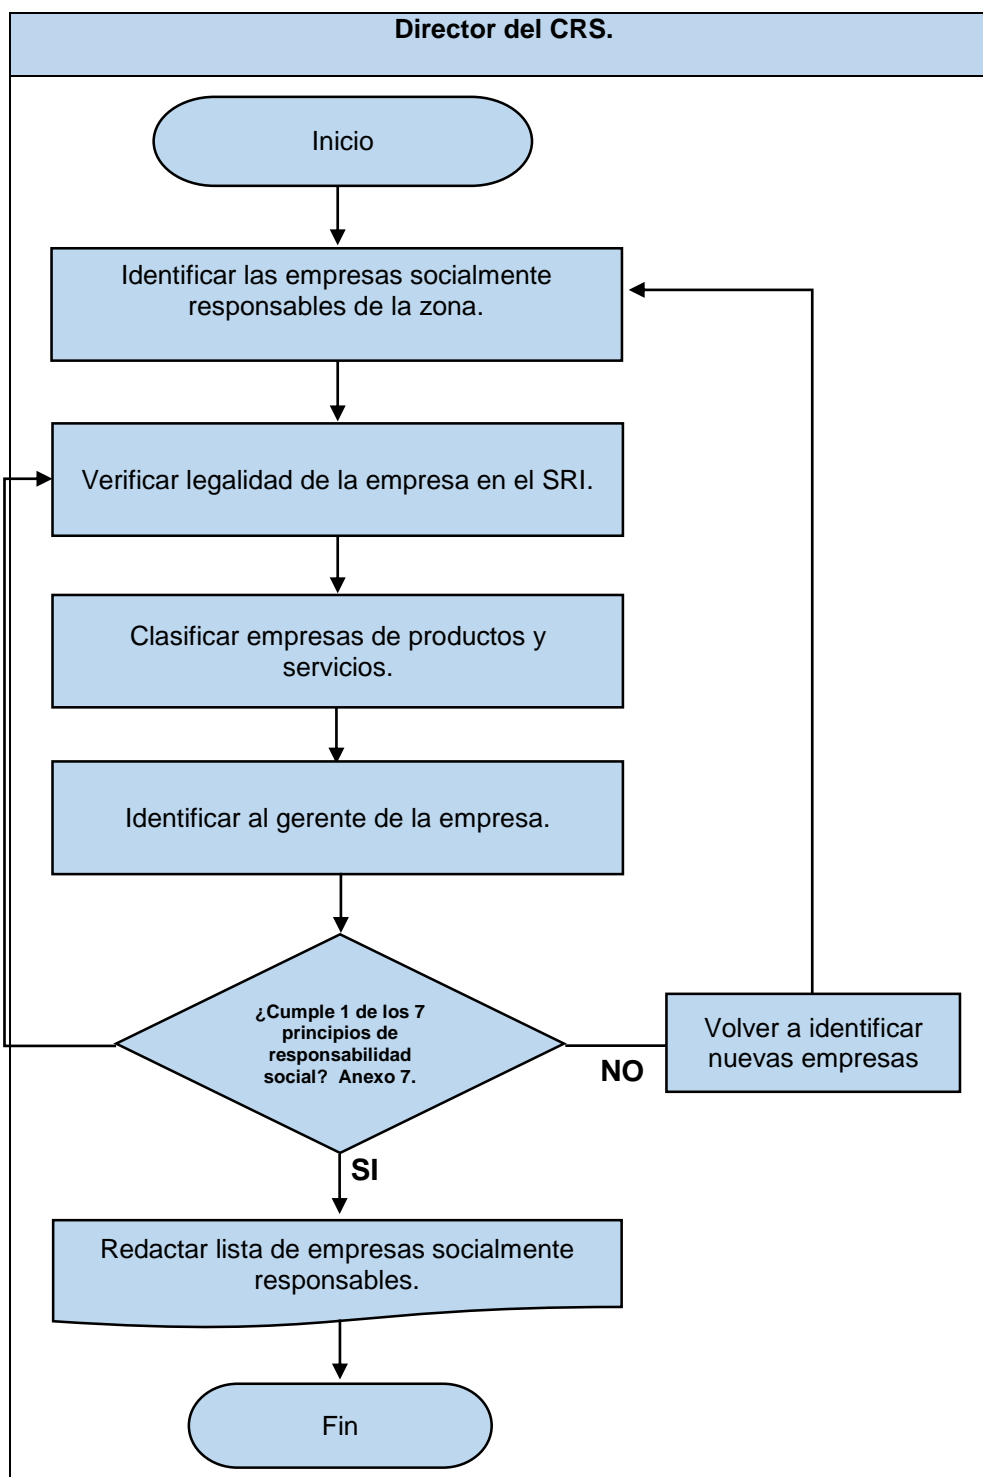 Director del CRS.
Inicio
Identificar las empresas socialmente
responsables de la zona.
Verificar legalidad de la empresa en el SRI.
Clasificar empresas de productos y
servicios.
Identificar al gerente de la empresa.
¿Cumple 1 de los 7
principios de
responsabilidad
social?  Anexo 7.
NO
Volver a identificar
nuevas empresas
SI
Redactar lista de empresas socialmente
responsables.
Fin